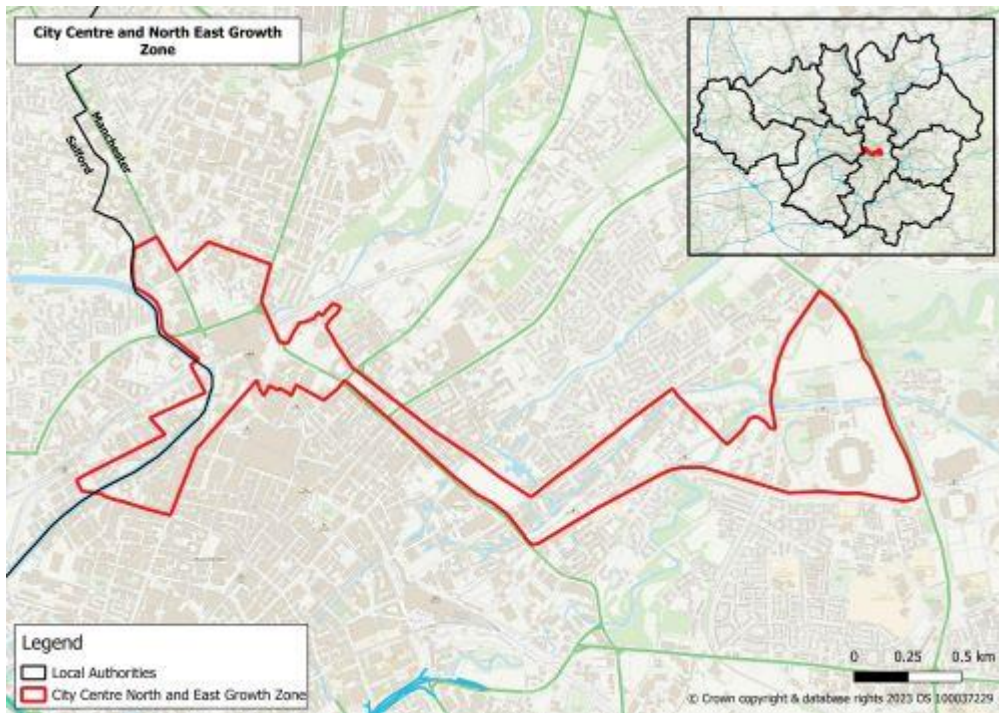 City Centre and North East Growth
Zone
Manchester
Salford
Legend
Local Authorities
City Centre North and East Growth Zone
0 0.25 0.5 km
© Crown copyright & database rights 2023 OS 100037229